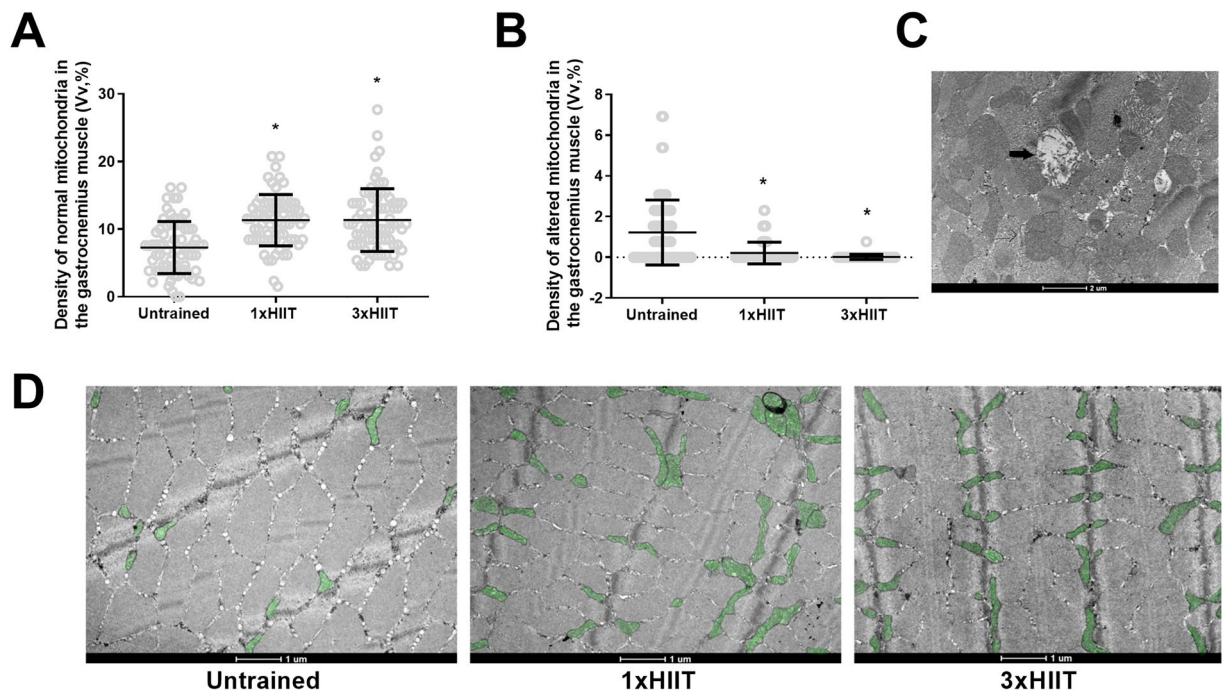 A
B
C
Density of normal mitochondria in
the gastrocnemius muscle (Vv,%)
30
20
10
0
*
*
Untrained
1xHIIT
3xHIIT
Density of altered mitochondria in
the gastrocnemius muscle (Vv,%)
8
6
4
2
0
-2
*
*
Untrained
1xHIIT
3xHIIT
2 um
D
1 um
1 um
1 um
Untrained
1xHIIT
3xHIIT